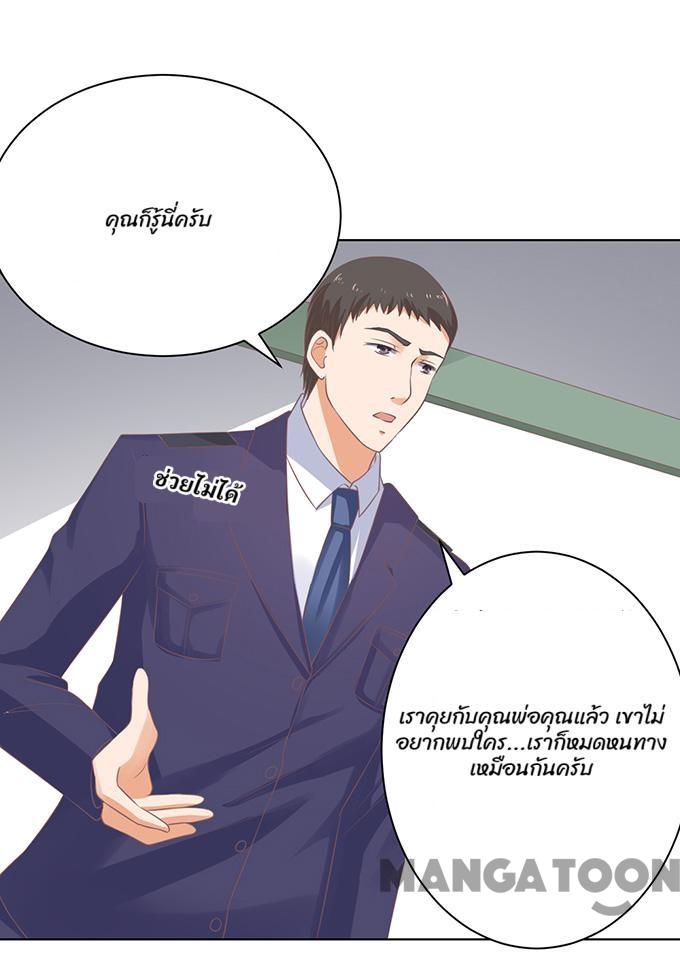 คุณก็รู้นี่ครับ
ช่วยไม่ได้
เราคุยกับคุณพ่อคุณแล้ว เขาไม่
อยากพบใคร...เราก็หมดหนทาง
เหมือนกันครับ
MANGATOON